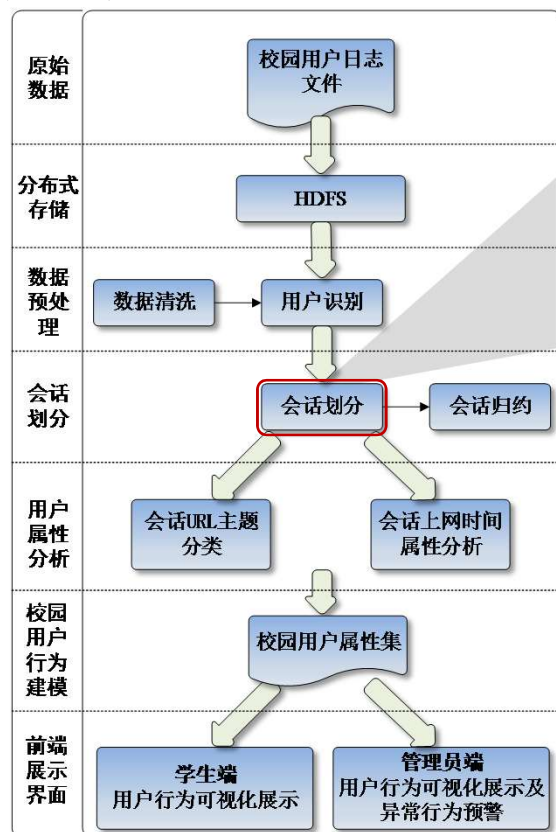 原始
数据
校园用户日志
文件
分布式
存储
HDFS
数据
预处
理
数据清洗
用户识别
会话
划分
会话划分
会话归约
用户
属性
分析
会话URL主题
分类
会话上网时间
属性分析
校园
用户
行为
建模
校园用户属性集
前端
展示
界面
学生端
用户行为可视化展示
管理员端
用户行为可视化展示及
异常行为预警